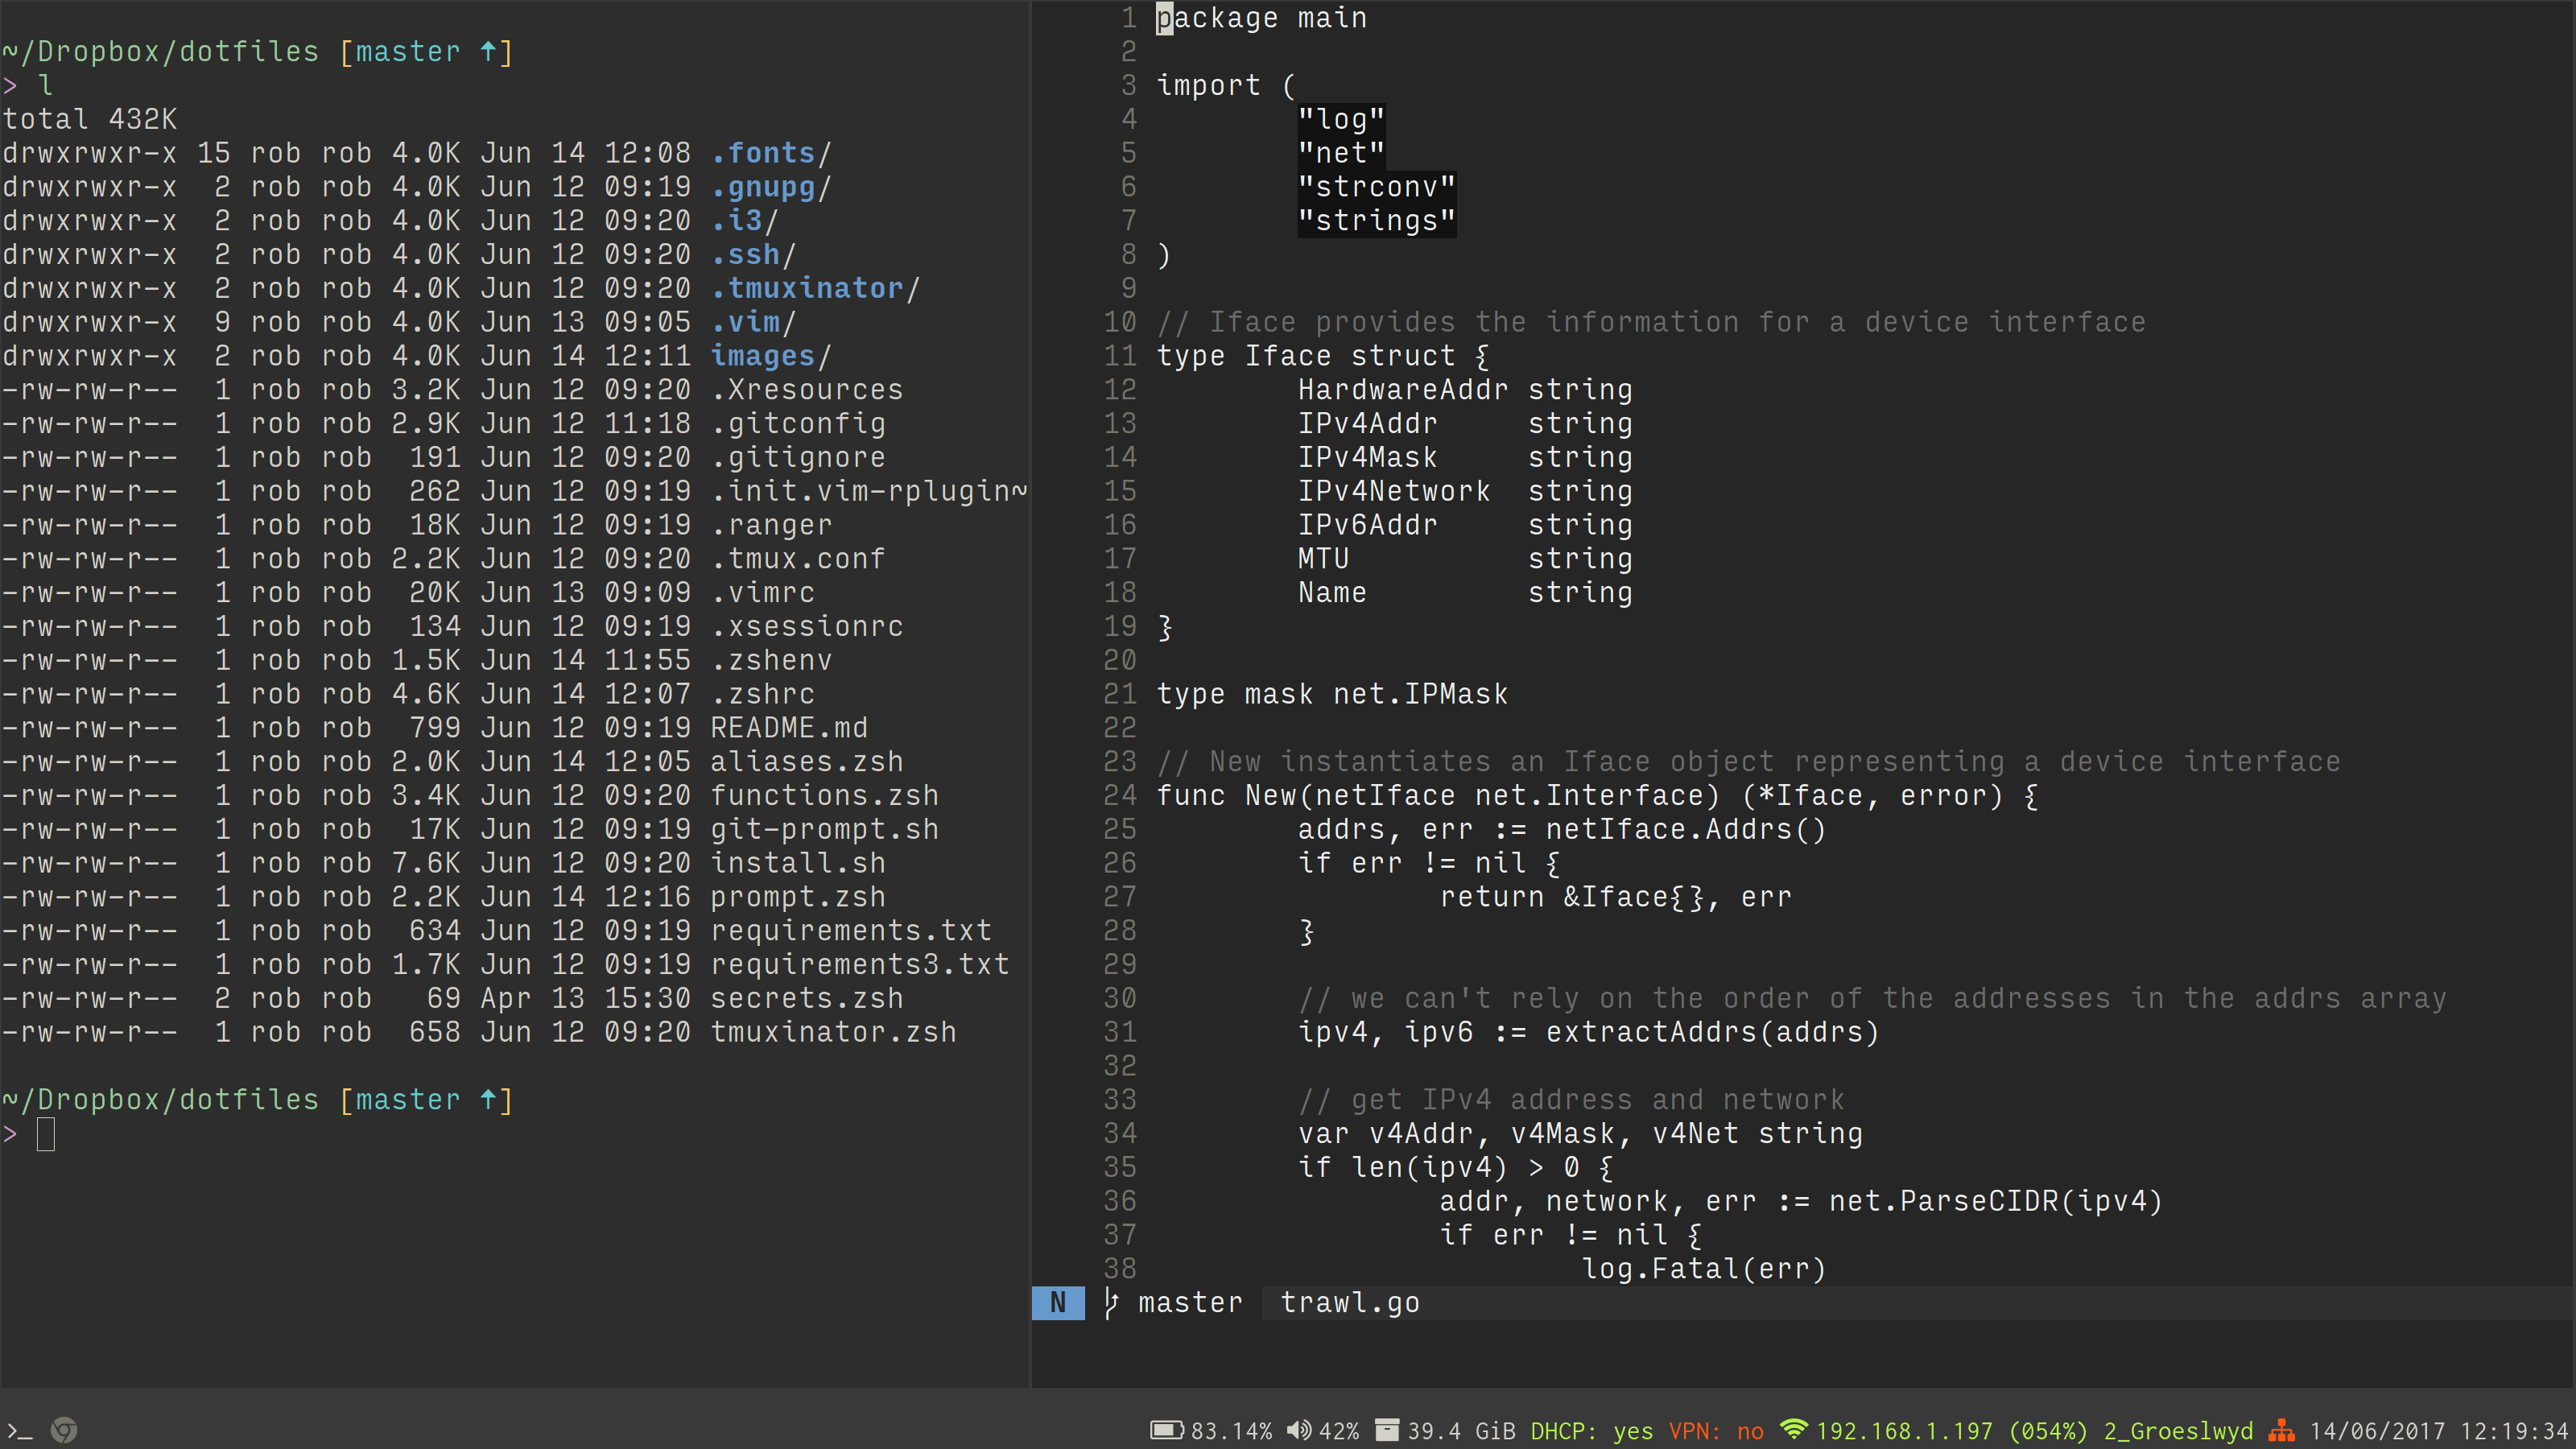 ~/Dropbox/dotfiles [master ↑]
> l
total 432K
drwxrwxr-x 15 rob rob 4.0K Jun 14 12:08 .fonts/
drwxrwxr-x  2 rob rob 4.0K Jun 12 09:19 .gnupg/
drwxrwxr-x  2 rob rob 4.0K Jun 12 09:20 .i3/
drwxrwxr-x  2 rob rob 4.0K Jun 12 09:20 .ssh/
drwxrwxr-x  2 rob rob 4.0K Jun 12 09:20 .tmuxinator/
drwxrwxr-x  9 rob rob 4.0K Jun 13 09:05 .vim/
drwxrwxr-x  2 rob rob 4.0K Jun 14 12:11 images/
-rw-rw-r--  1 rob rob 3.2K Jun 12 09:20 .Xresources
-rw-rw-r--  1 rob rob 2.9K Jun 12 11:18 .gitconfig
-rw-rw-r--  1 rob rob  191 Jun 12 09:20 .gitignore
-rw-rw-r--  1 rob rob  262 Jun 12 09:19 .init.vim-rplugin~
-rw-rw-r--  1 rob rob  18K Jun 12 09:19 .ranger
-rw-rw-r--  1 rob rob 2.2K Jun 12 09:20 .tmux.conf
-rw-rw-r--  1 rob rob  20K Jun 13 09:09 .vimrc
-rw-rw-r--  1 rob rob  134 Jun 12 09:19 .xsessionrc
-rw-rw-r--  1 rob rob 1.5K Jun 14 11:55 .zshenv
-rw-rw-r--  1 rob rob 4.6K Jun 14 12:07 .zshrc
-rw-rw-r--  1 rob rob  799 Jun 12 09:19 README.md
-rw-rw-r--  1 rob rob 2.0K Jun 14 12:05 aliases.zsh
-rw-rw-r--  1 rob rob 3.4K Jun 12 09:20 functions.zsh
-rw-rw-r--  1 rob rob  17K Jun 12 09:19 git-prompt.sh
-rw-rw-r--  1 rob rob 7.6K Jun 12 09:20 install.sh
-rw-rw-r--  1 rob rob 2.2K Jun 14 12:16 prompt.zsh
-rw-rw-r--  1 rob rob  634 Jun 12 09:19 requirements.txt
-rw-rw-r--  1 rob rob 1.7K Jun 12 09:19 requirements3.txt
-rw-rw-r--  2 rob rob   69 Apr 13 15:30 secrets.zsh
-rw-rw-r--  1 rob rob  658 Jun 12 09:20 tmuxinator.zsh
~/Dropbox/dotfiles [master ↑]
>
1 package main
2
3 import (
4         "log"
5         "net"
6         "strconv"
7         "strings"
8 )
9
10 // Iface provides the information for a device interface
11 type Iface struct {
12         HardwareAddr string
13         IPv4Addr     string
14         IPv4Mask     string
15         IPv4Network  string
16         IPv6Addr     string
17         MTU          string
18         Name         string
19 }
20
21 type mask net.IPMask
22
23 // New instantiates an Iface object representing a device interface
24 func New(netIface net.Interface) (*Iface, error) {
25         addrs, err := netIface.Addrs()
26         if err != nil {
27                 return &Iface{}, err
28         }
29
30         // we can't rely on the order of the addresses in the addrs array
31         ipv4, ipv6 := extractAddrs(addrs)
32
33         // get IPv4 address and network
34         var v4Addr, v4Mask, v4Net string
35         if len(ipv4) > 0 {
36                 addr, network, err := net.ParseCIDR(ipv4)
37                 if err != nil {
38                         log.Fatal(err)
N master trawl.go
83.14% 42% 39.4 GiB DHCP: yes VPN: no 192.168.1.197 (054%) 2_Groeslwyd 14/06/2017 12:19:34